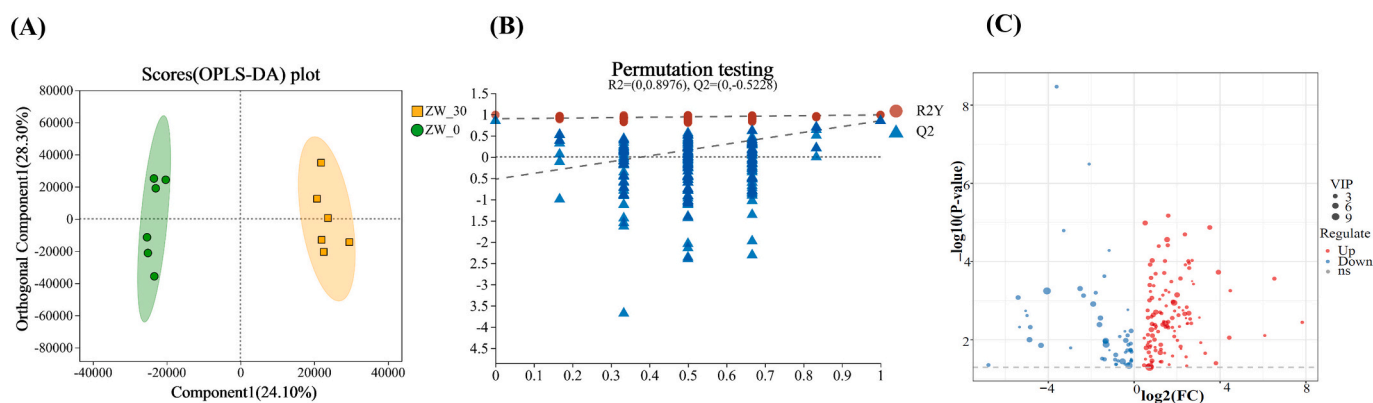 (A)
Scores(OPLS-DA) plot
80000
60000
40000
20000
0
-20000
-40000
-60000
-80000
-40000 -20000 0 20000 40000
Orthogonal Component1(28.30%)
Component1(24.10%)
ZW_30
ZW_0
(B)
Permutation testing
R2=(0,0.8976), Q2=(0,-0.5228)
1.5
1
0.5
0
0.5
1
1.5
2
2.5
3
3.5
4
4.5
0 0.1 0.2 0.3 0.4 0.5 0.6 0.7 0.8 0.9 1
R2Y
Q2
(C)
-log10(P-value)
8
6
4
2
−4 0 4 8
log2(FC)
VIP
3
6
9
Regulate
Up
Down
ns